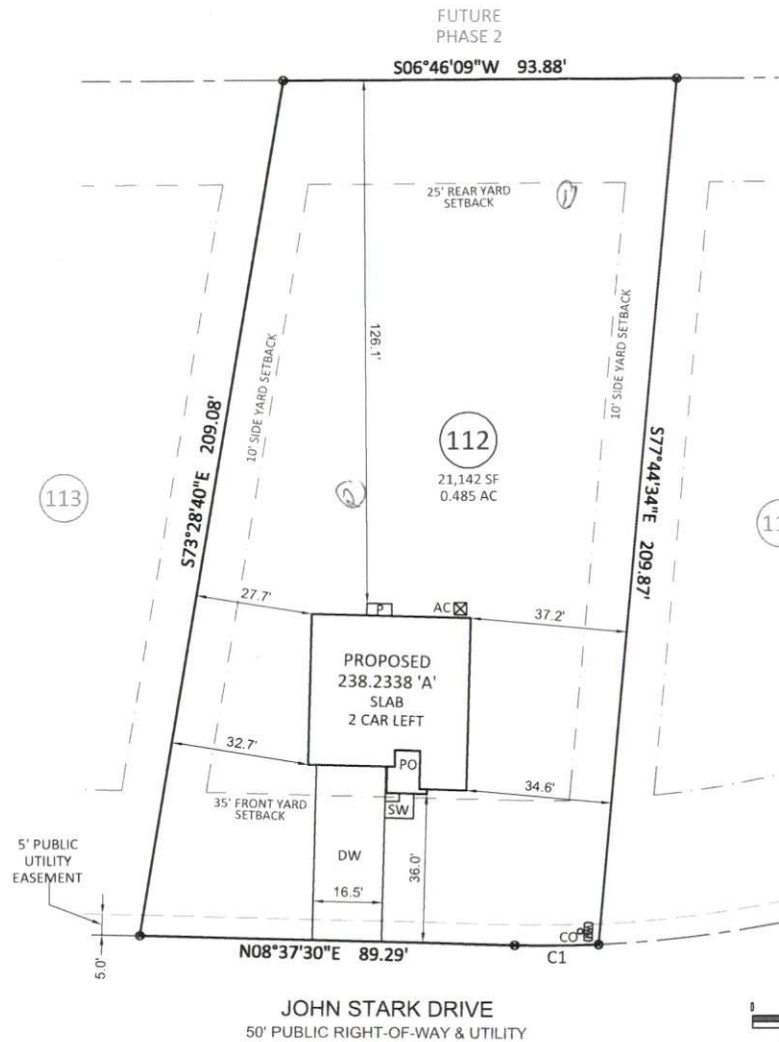 FUTURE
PHASE 2
S06°46'09"W 93.88'
25' REAR YARD
SETBACK
126.1'
10' SIDE YARD SETBACK
10' SIDE YARD SETBACK
S73°28'40"E 209.08'
S77°44'34"E 209.87'
112
21,142 SF
0.485 AC
113
27.7'
P
AC
37.2'
PROPOSED
238.2338 'A'
SLAB
2 CAR LEFT
32.7'
PO
34.6'
35' FRONT YARD
SETBACK
SW
5' PUBLIC
UTILITY
EASEMENT
DW
16.5'
36.0'
5.0'
CO
N08°37'30"E 89.29'
C1
JOHN STARK DRIVE
50' PUBLIC RIGHT-OF-WAY & UTILITY
0